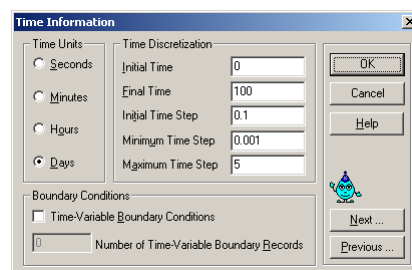 Time Information
Time Units
Seconds
Minutes
Hours
Days
Time Discretization
Initial Time 0
Final Time 100
Initial Time Step 0.1
Minimum Time Step 0.001
Maximum Time Step 5
Boundary Conditions
Time-Variable Boundary Conditions
0 Number of Time-Variable Boundary Records
OK
Cancel
Help
Next ...
Previous ...